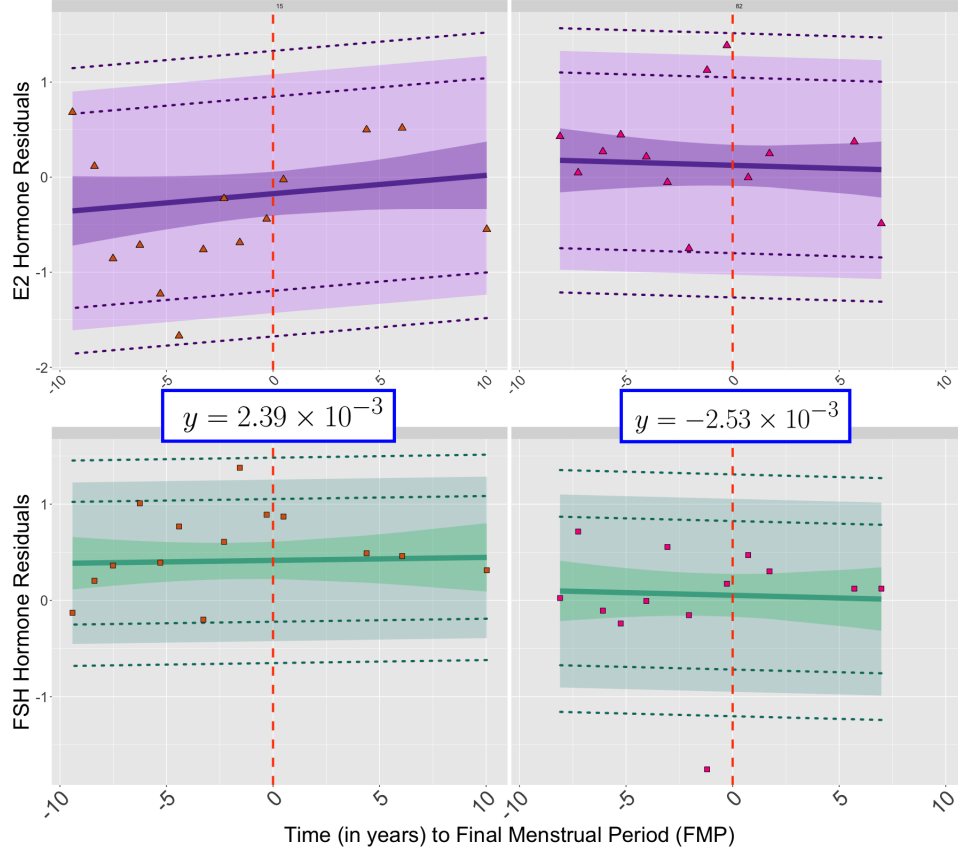 15 82
E2 Hormone Residuals
1 0 -1 -2
-10 -5 0 5 10 -10 -5 0 5 10
y = 2.39 × 10⁻³ y = −2.53 × 10⁻³
FSH Hormone Residuals
1 0 -1
-10 -5 0 5 10 -10 -5 0 5 10
Time (in years) to Final Menstrual Period (FMP)